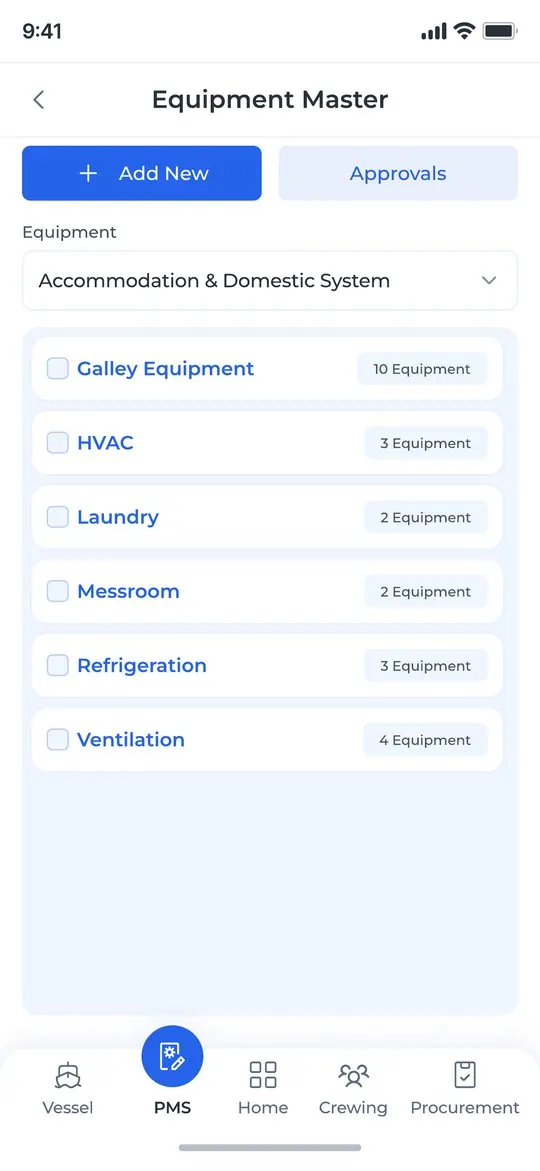 9:41
Equipment Master
Add New
Approvals
Equipment
Accommodation & Domestic System
Galley Equipment
10 Equipment
HVAC
3 Equipment
Laundry
2 Equipment
Messroom
2 Equipment
Refrigeration
3 Equipment
Ventilation
4 Equipment
Vessel
PMS
Home
Crewing
Procurement